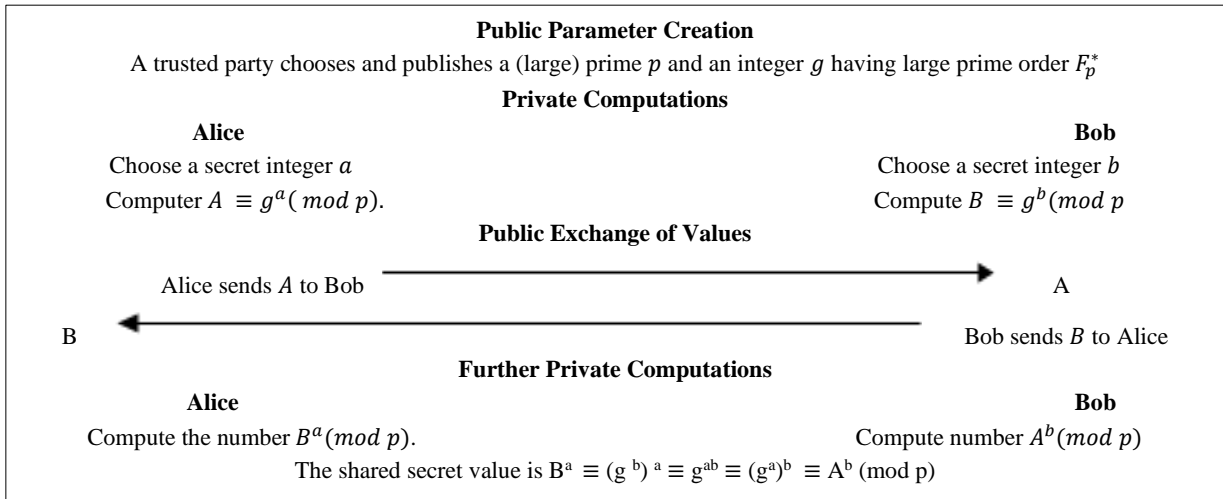 Public Parameter Creation
A trusted party chooses and publishes a (large) prime p and an integer g having large prime order F_p^*
Private Computations
Alice Bob
Choose a secret integer a Choose a secret integer b
Computer A ≡ g^a( mod p). Compute B ≡ g^b(mod p
Public Exchange of Values
Alice sends A to Bob A
B Bob sends B to Alice
Further Private Computations
Alice Bob
Compute the number B^a(mod p). Compute number A^b(mod p)
The shared secret value is B^a ≡ (g ^b) ^a ≡ g^ab ≡ (g^a)^b ≡ A^b (mod p)